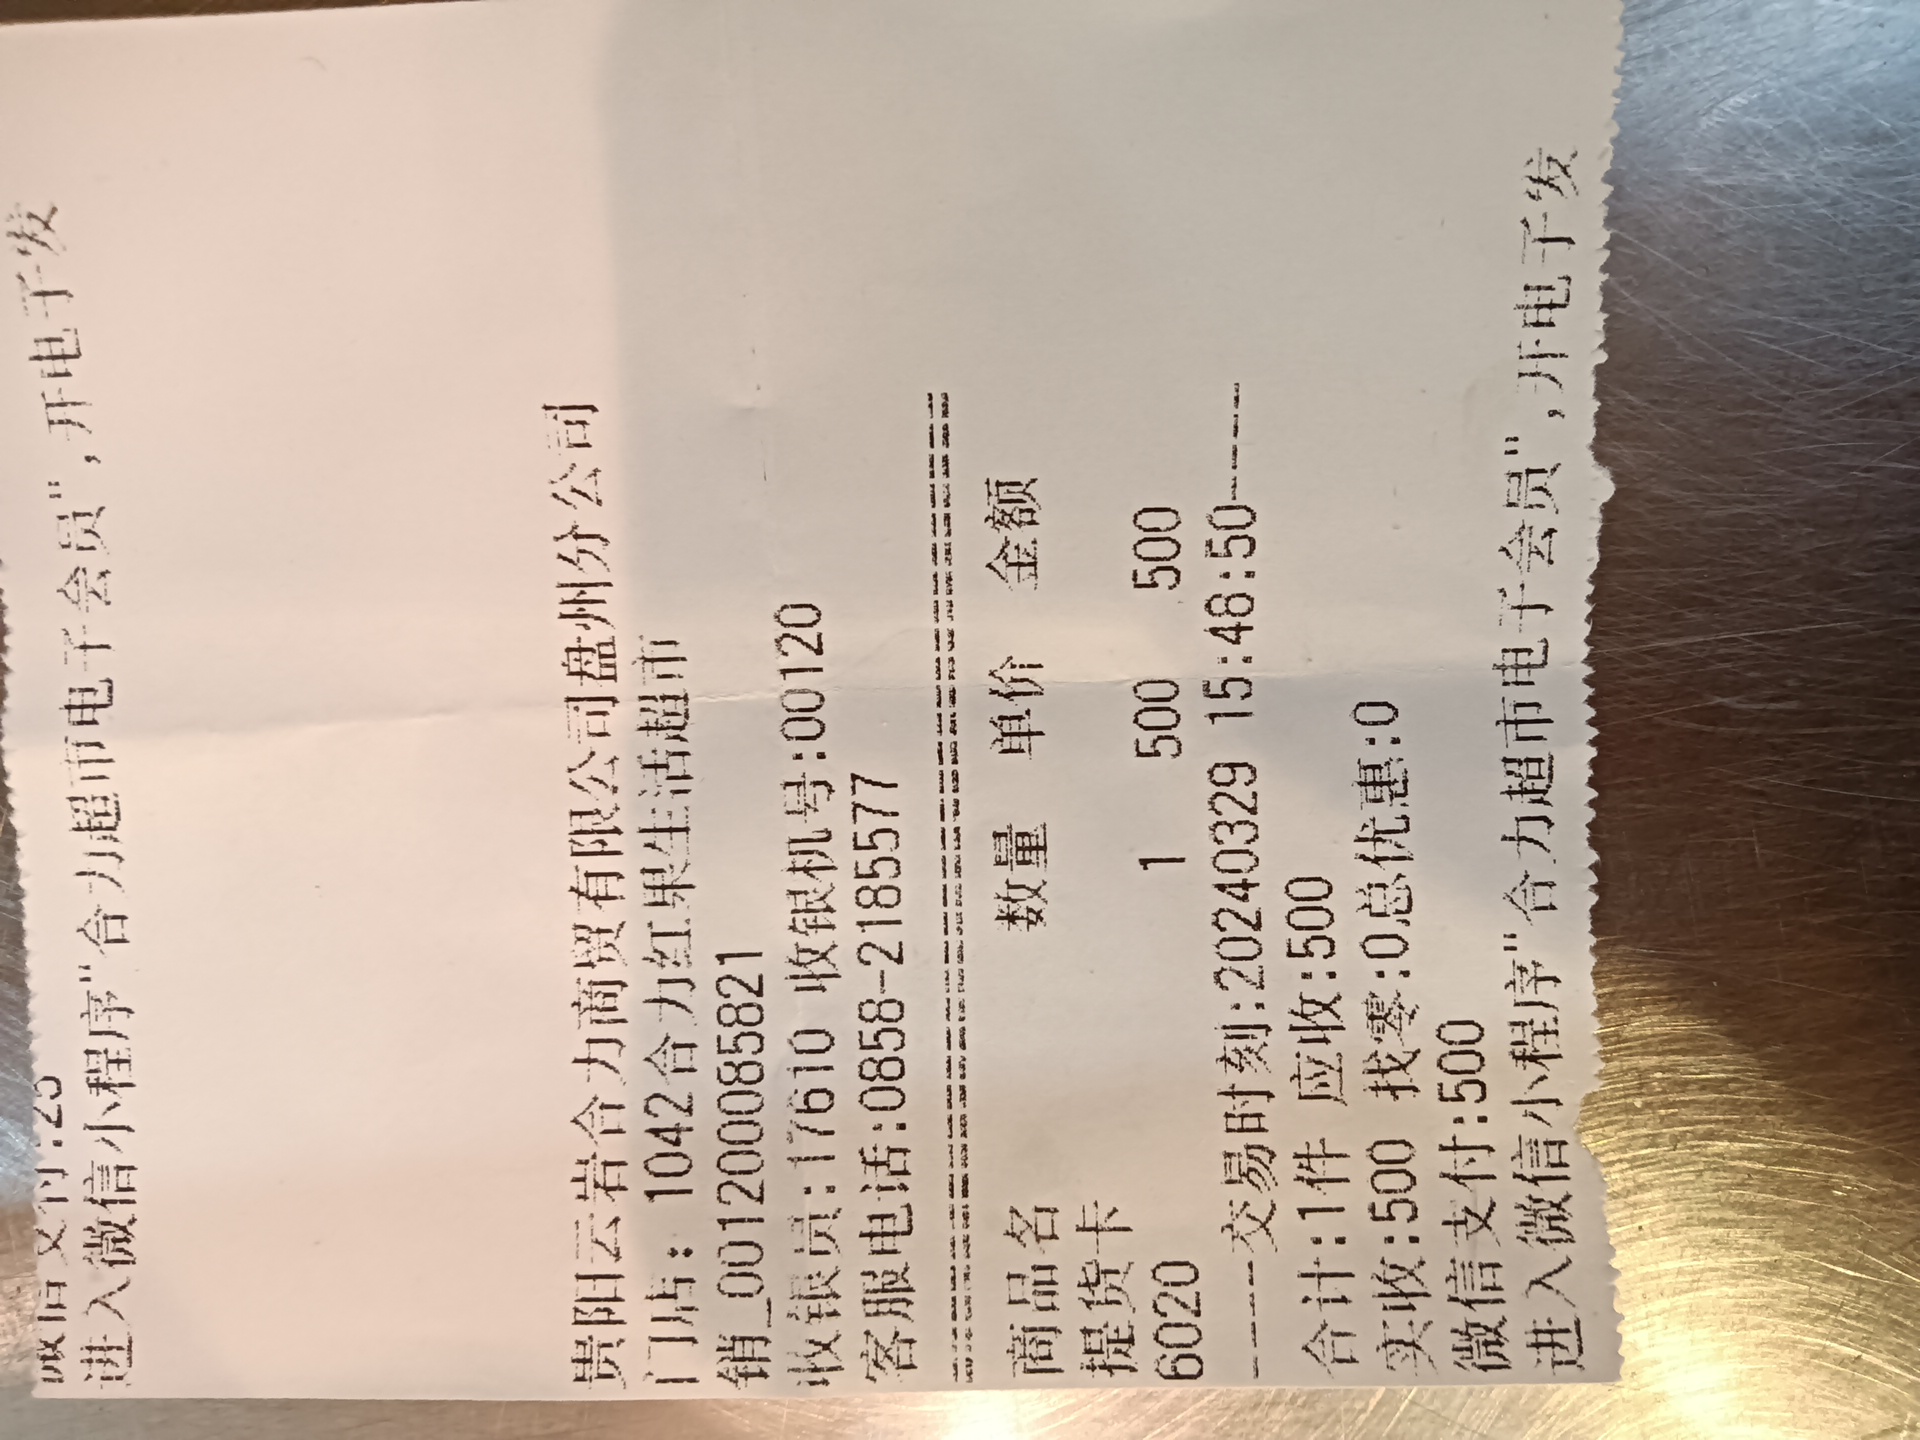 微信支付:25
进入微信小程序"合力超市电子会员",开电子发
贵阳云岩合力商贸有限公司盘州分公司
门店: 1042合力红果生活超市
销_00120085821
收银员:17610 收银机号:00120
客服电话:0858-2185577
================================
商品名 数量 单价 金额
提货卡
6020 1 500 500
-----交易时刻:20240329 15:48:50-----
合计:1件 应收:500
实收:500 找零:0总优惠:0
微信支付:500
进入微信小程序"合力超市电子会员",开电子发